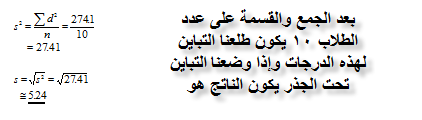 بعد الجمع والقسمة على عدد
الطلاب ١٠ يكون طلعنا التباين
لهذه الدرجات وإذا وضعنا التباين
تحت الجذر يكون الناتج هو
s² = ∑d² / n = 2741 / 10
= 27.41
s = √s² = √27.41
≅ 5.24